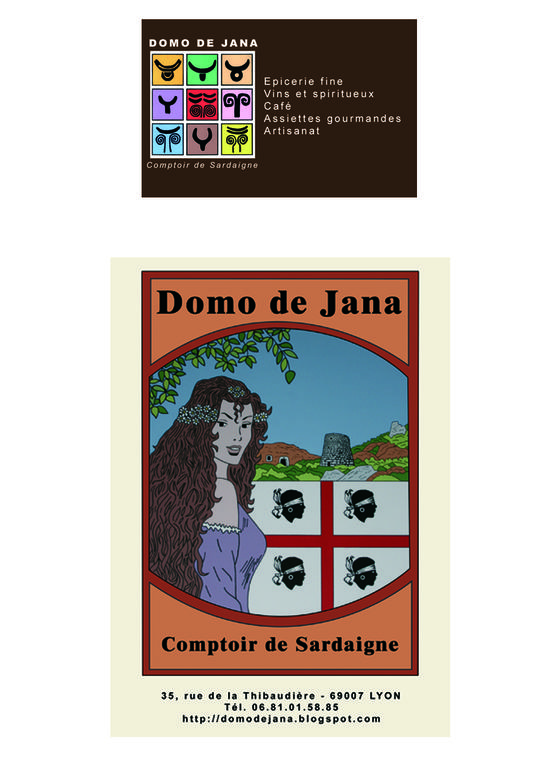 DOMO DE JANA
Comptoir de Sardaigne
Epicerie fine
Vins et spiritueux
Café
Assiettes gourmandes
Artisanat
Domo de Jana
Comptoir de Sardaigne
35, rue de la Thibaudière - 69007 LYON
Tél. 06.81.01.58.85
http://domodejana.blogspot.com